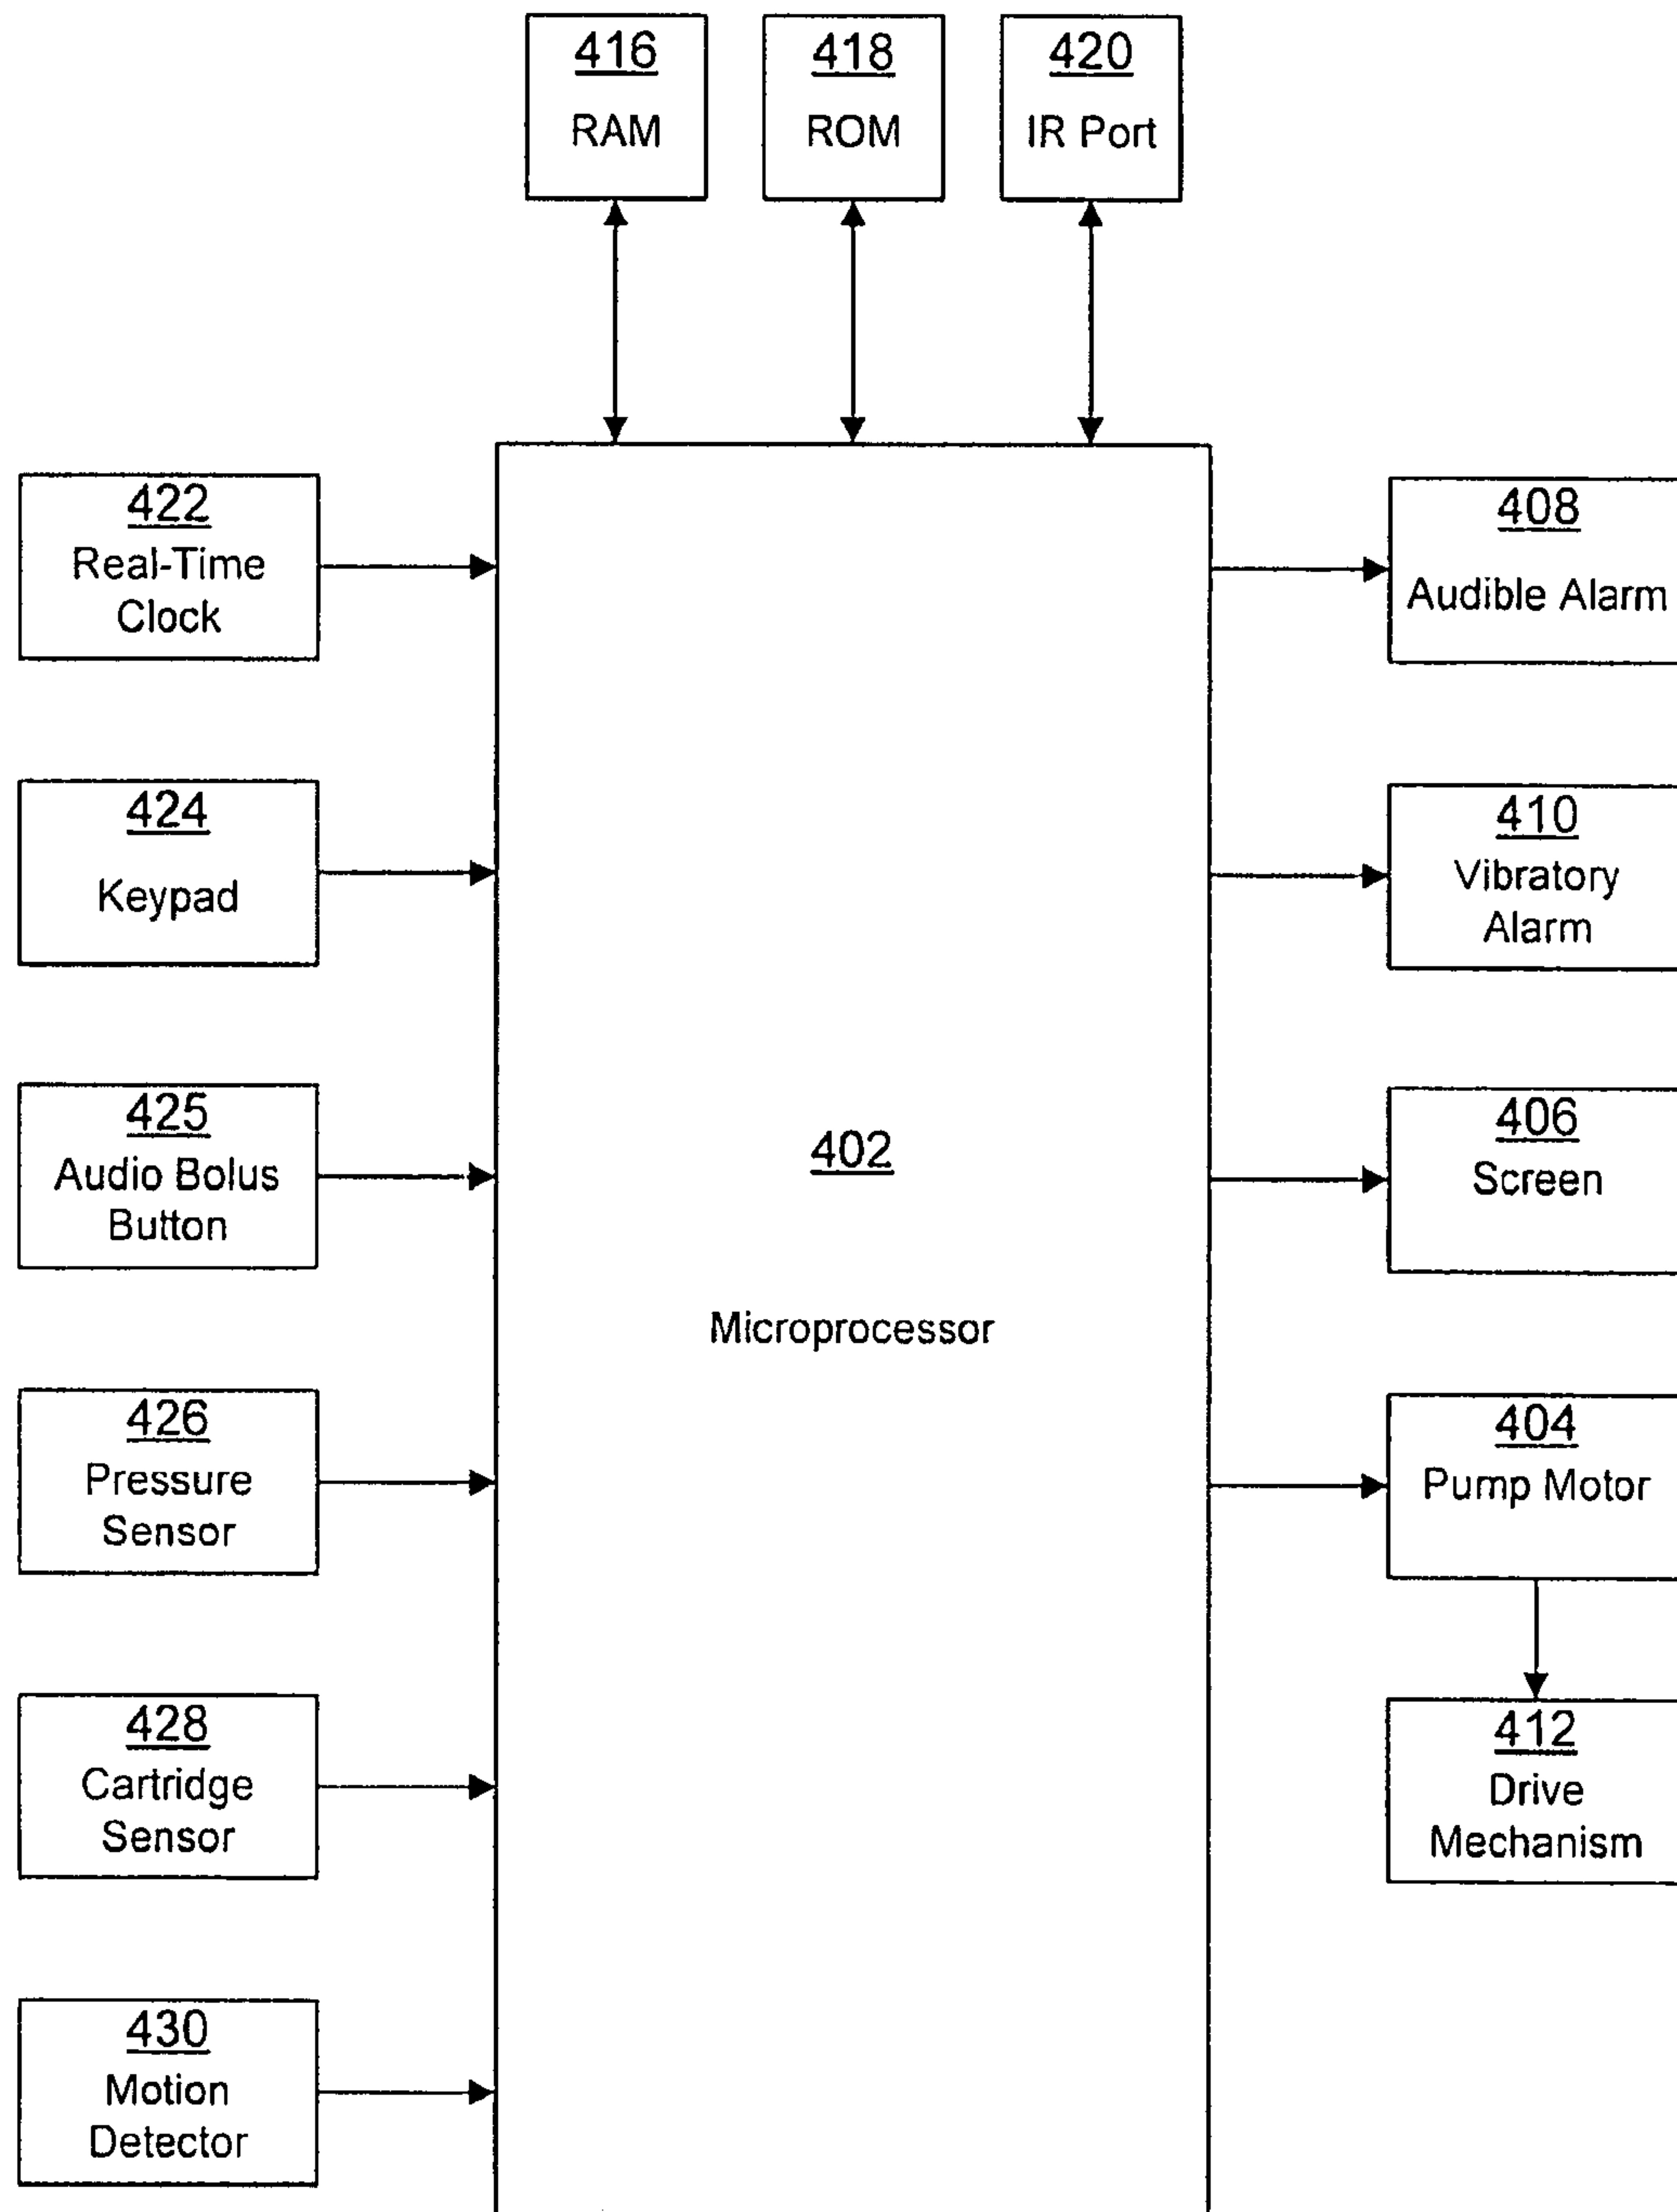 416
RAM
418
ROM
420
IR Port
422
Real-Time
Clock
424
Keypad
425
Audio Bolus
Button
426
Pressure
Sensor
428
Cartridge
Sensor
430
Motion
Detector
402
Microprocessor
408
Audible Alarm
410
Vibratory
Alarm
406
Screen
404
Pump Motor
412
Drive
Mechanism